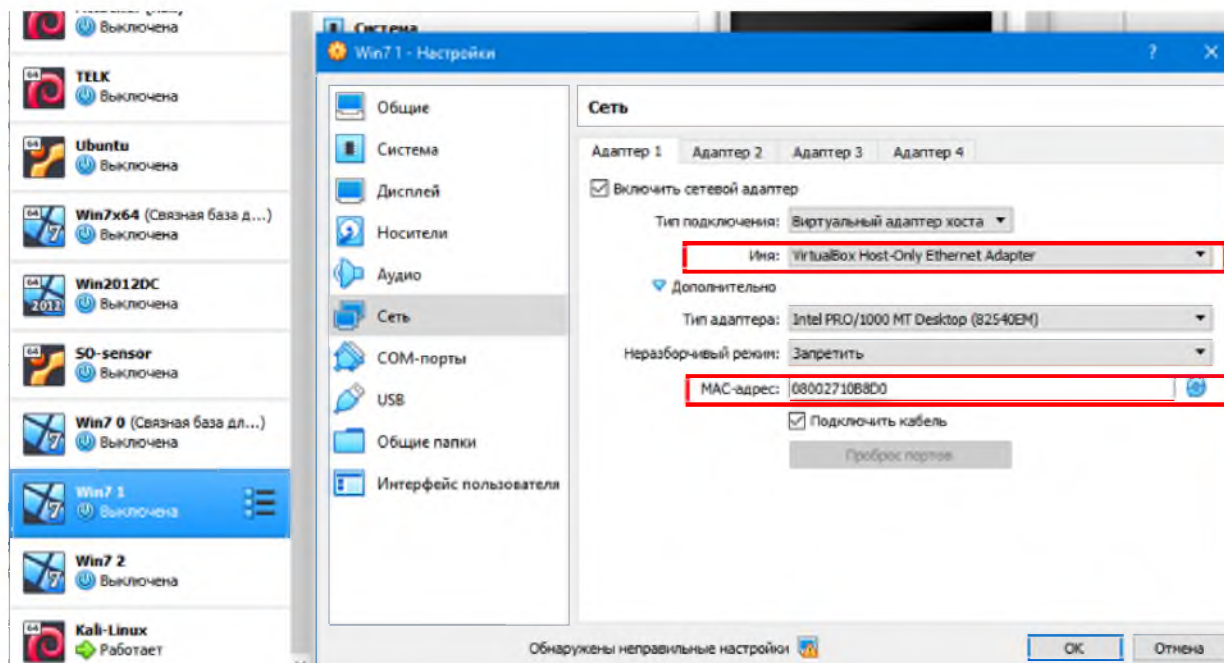 Выключена
TELK
Выключена
Ubuntu
Выключена
Win7x64 (Связная база д...)
Выключена
Win2012DC
Выключена
SO-sensor
Выключена
Win7 0 (Связная база дл...)
Выключена
Win7 1
Выключена
Win7 2
Выключена
Kali-Linux
Работает
Система
Win7 1 - Настройки
Общие
Система
Дисплей
Носители
Аудио
Сеть
COM-порты
USB
Общие папки
Интерфейс пользователя
Сеть
Адаптер 1 Адаптер 2 Адаптер 3 Адаптер 4
Включить сетевой адаптер
Тип подключения: Виртуальный адаптер хоста
Имя: VirtualBox Host-Only Ethernet Adapter
Дополнительно
Тип адаптера: Intel PRO/1000 MT Desktop (82540EM)
Неразборчивый режим: Запретить
MAC-адрес: 08002710B8D0
Подключить кабель
Проброс портов
Обнаружены неправильные настройки
OK Отмена